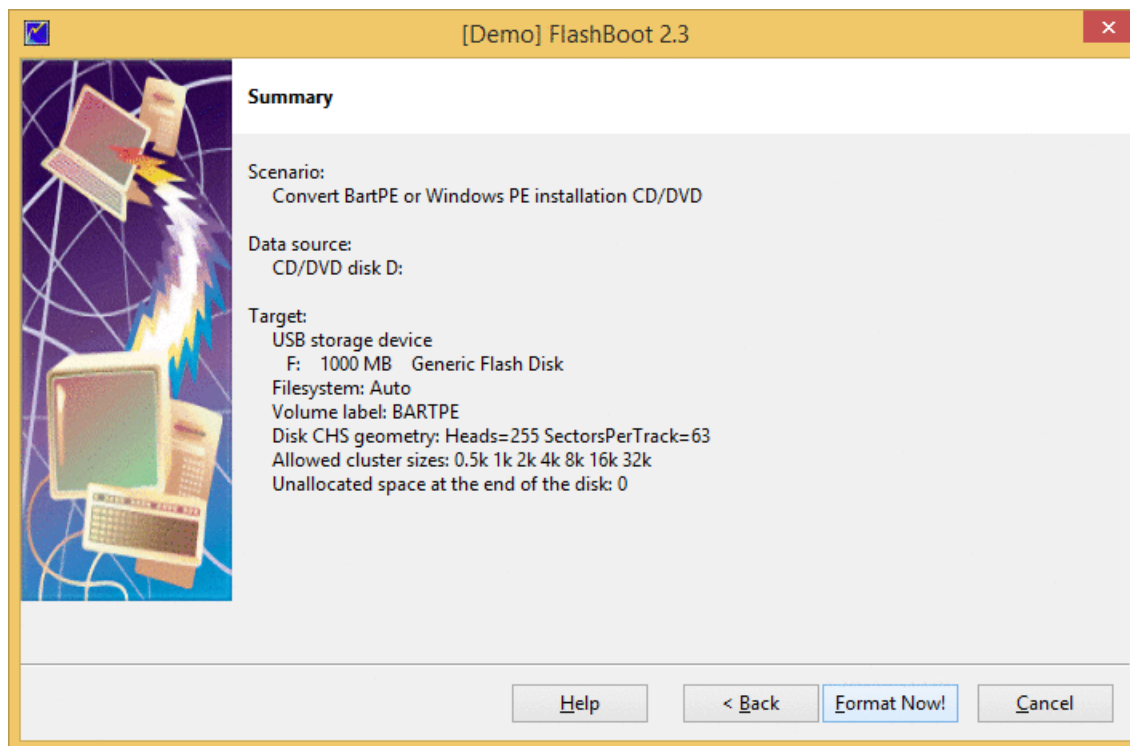 [Demo] FlashBoot 2.3
Summary
Scenario:
Convert BartPE or Windows PE installation CD/DVD
Data source:
CD/DVD disk D:
Target:
USB storage device
F: 1000 MB Generic Flash Disk
Filesystem: Auto
Volume label: BARTPE
Disk CHS geometry: Heads=255 SectorsPerTrack=63
Allowed cluster sizes: 0.5k 1k 2k 4k 8k 16k 32k
Unallocated space at the end of the disk: 0
Help < Back Format Now! Cancel